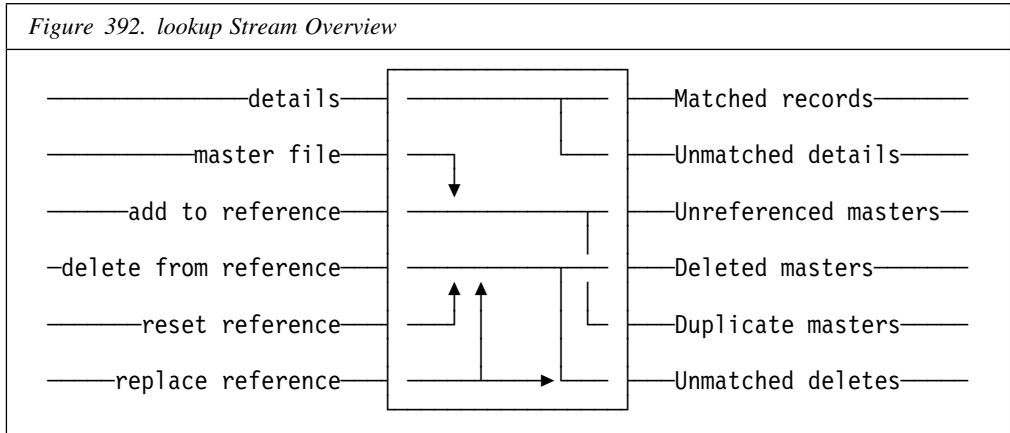 Figure 392. lookup Stream Overview
details Matched records
master file Unmatched details
add to reference Unreferenced masters
delete from reference Deleted masters
reset reference Duplicate masters
replace reference Unmatched deletes